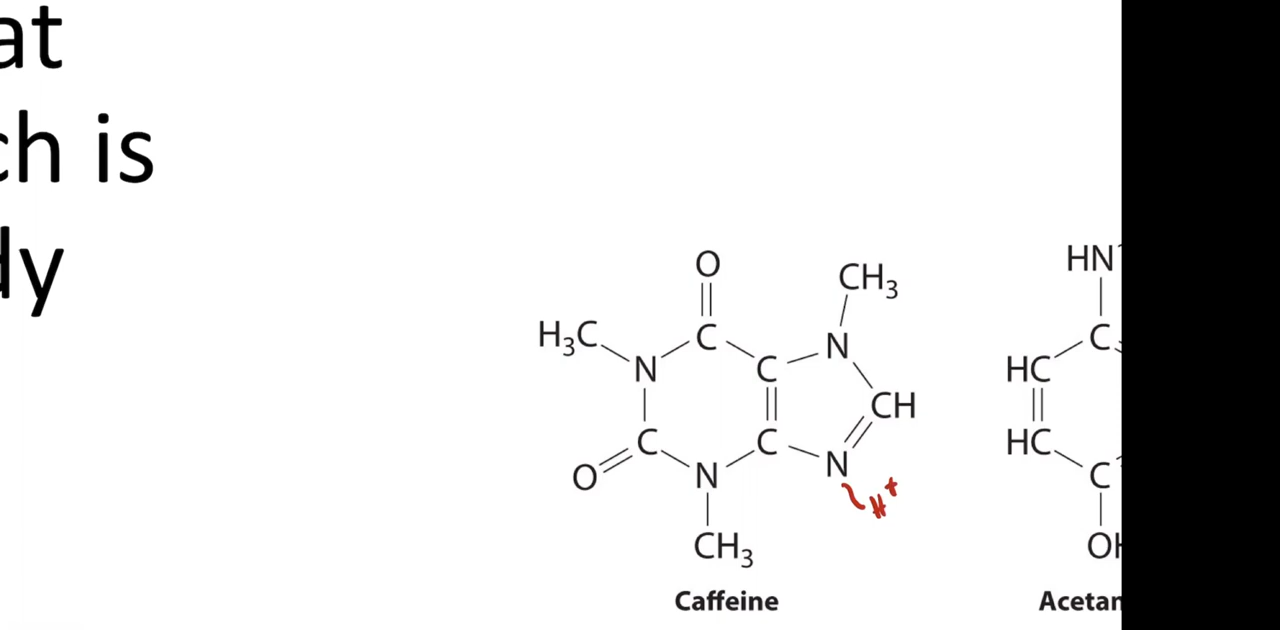 at
ch is
dy
O
CH₃
H₃C
C
N
N
C
CH
C
C
O
N
N
H+
CH₃
Caffeine
HN
C
HC
HC
C
OH
Acetan